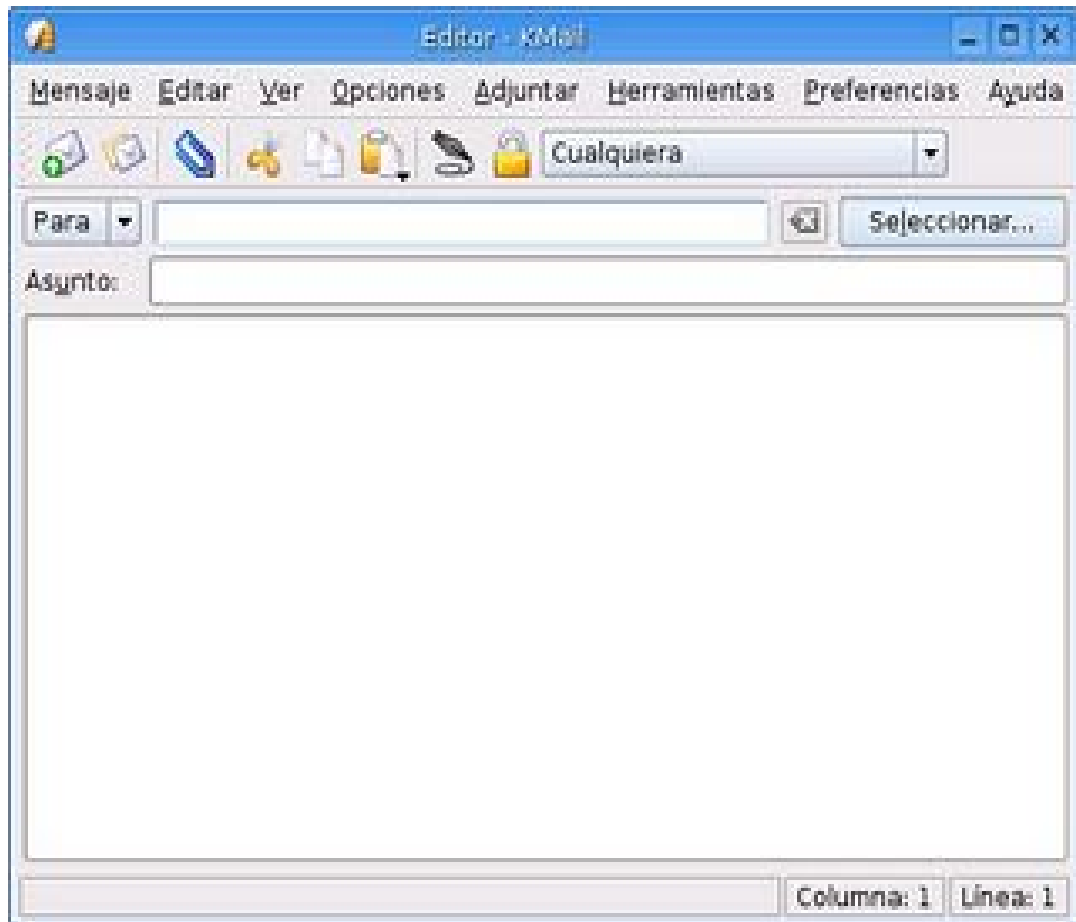 Editor - KMail
Mensaje Editar Ver Opciones Adjuntar Herramientas Preferencias Ayuda
Cualquiera
Para Seleccionar...
Asunto:
Columna: 1 Línea: 1